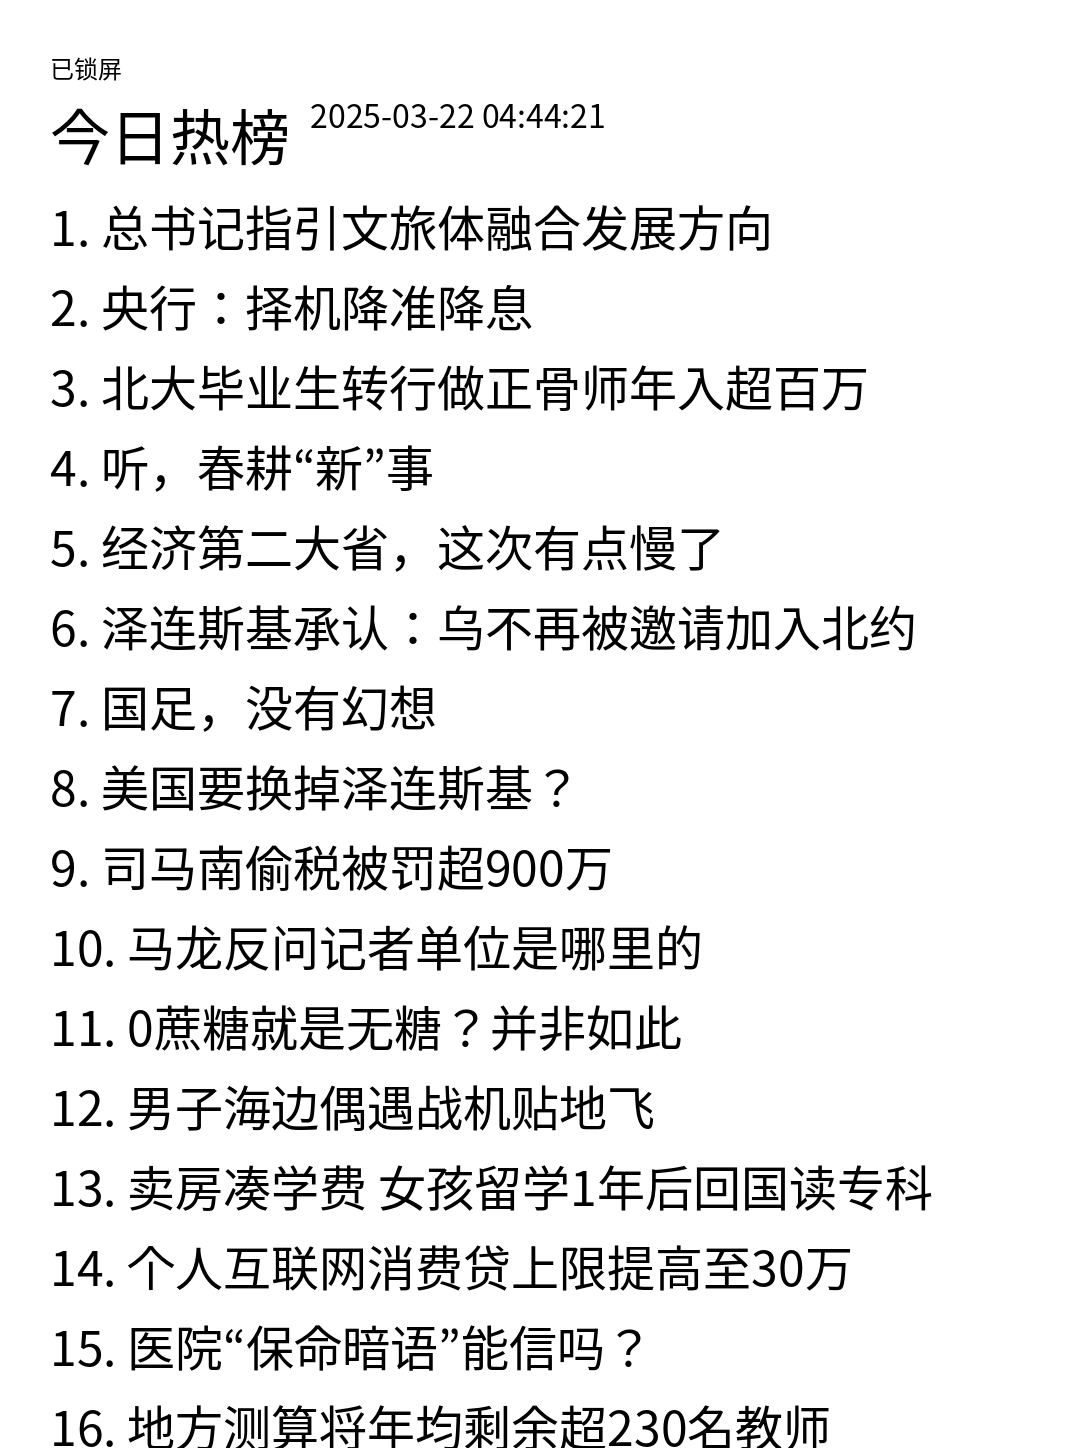 已锁屏
今日热榜 2025-03-22 04:44:21
1. 总书记指引文旅体融合发展方向
2. 央行：择机降准降息
3. 北大毕业生转行做正骨师年入超百万
4. 听，春耕“新”事
5. 经济第二大省，这次有点慢了
6. 泽连斯基承认：乌不再被邀请加入北约
7. 国足，没有幻想
8. 美国要换掉泽连斯基？
9. 司马南偷税被罚超900万
10. 马龙反问记者单位是哪里的
11. 0蔗糖就是无糖？并非如此
12. 男子海边偶遇战机贴地飞
13. 卖房凑学费 女孩留学1年后回国读专科
14. 个人互联网消费贷上限提高至30万
15. 医院“保命暗语”能信吗？
16. 地方测算将年均剩余超230名教师